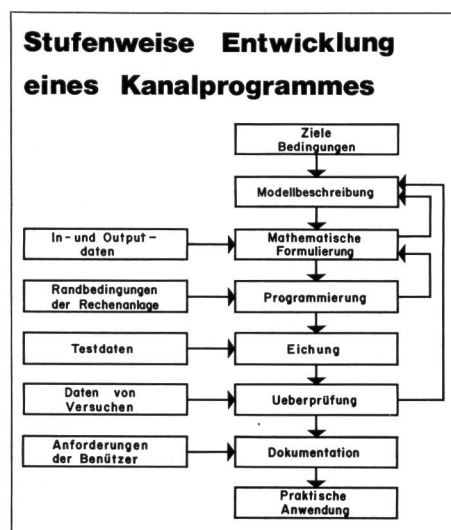 Stufenweise Entwicklung
eines Kanalprogrammes
Ziele
Bedingungen
Modellbeschreibung
In- und Output-
daten
Mathematische
Formulierung
Randbedingungen
der Rechenanlage
Programmierung
Testdaten
Eichung
Daten von
Versuchen
Ueberprüfung
Anforderungen
der Benützer
Dokumentation
Praktische
Anwendung